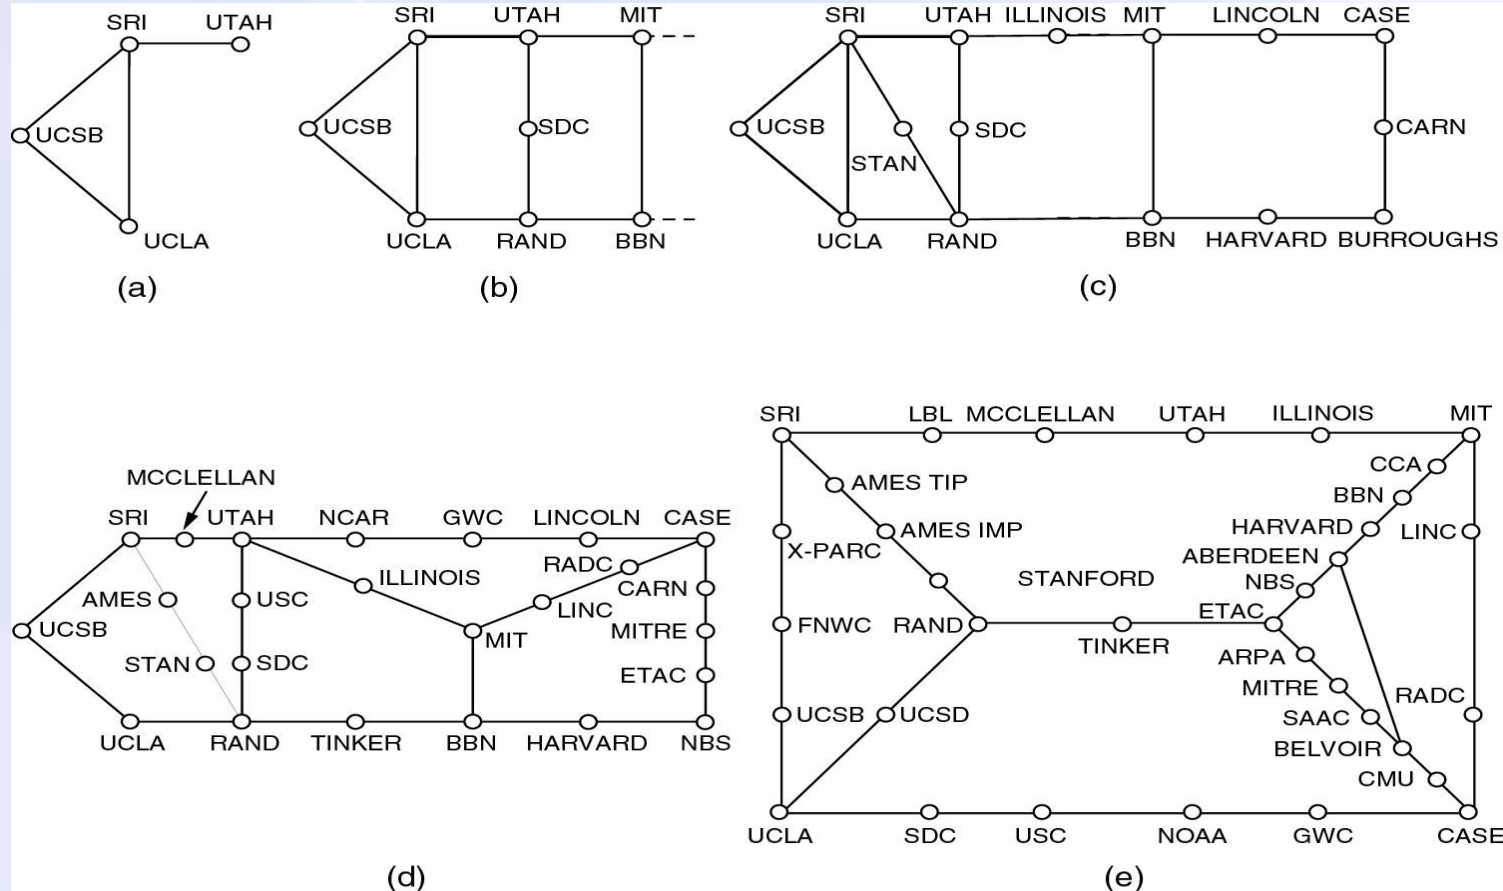 SRI UTAH
UCSB
UCLA
(a)
SRI UTAH MIT
UCSB SDC
UCLA RAND BBN
(b)
SRI UTAH ILLINOIS MIT LINCOLN CASE
UCSB SDC CARN
STAN
UCLA RAND BBN HARVARD BURROUGHS
(c)
MCCLELLAN
SRI UTAH NCAR GWC LINCOLN CASE
RADC
ILLINOIS
CARN
AMES USC LINC
UCSB MIT MITRE
STAN SDC
ETAC
UCLA RAND TINKER BBN HARVARD NBS
(d)
SRI LBL MCCLELLAN UTAH ILLINOIS MIT
CCA
AMES TIP
BBN
AMES IMP HARVARD LINC
X-PARC ABERDEEN
STANFORD NBS
ETAC
FNWC RAND
TINKER
ARPA
MITRE RADC
UCSB UCSD SAAC
BELVOIR
CMU
UCLA SDC USC NOAA GWC CASE
(e)